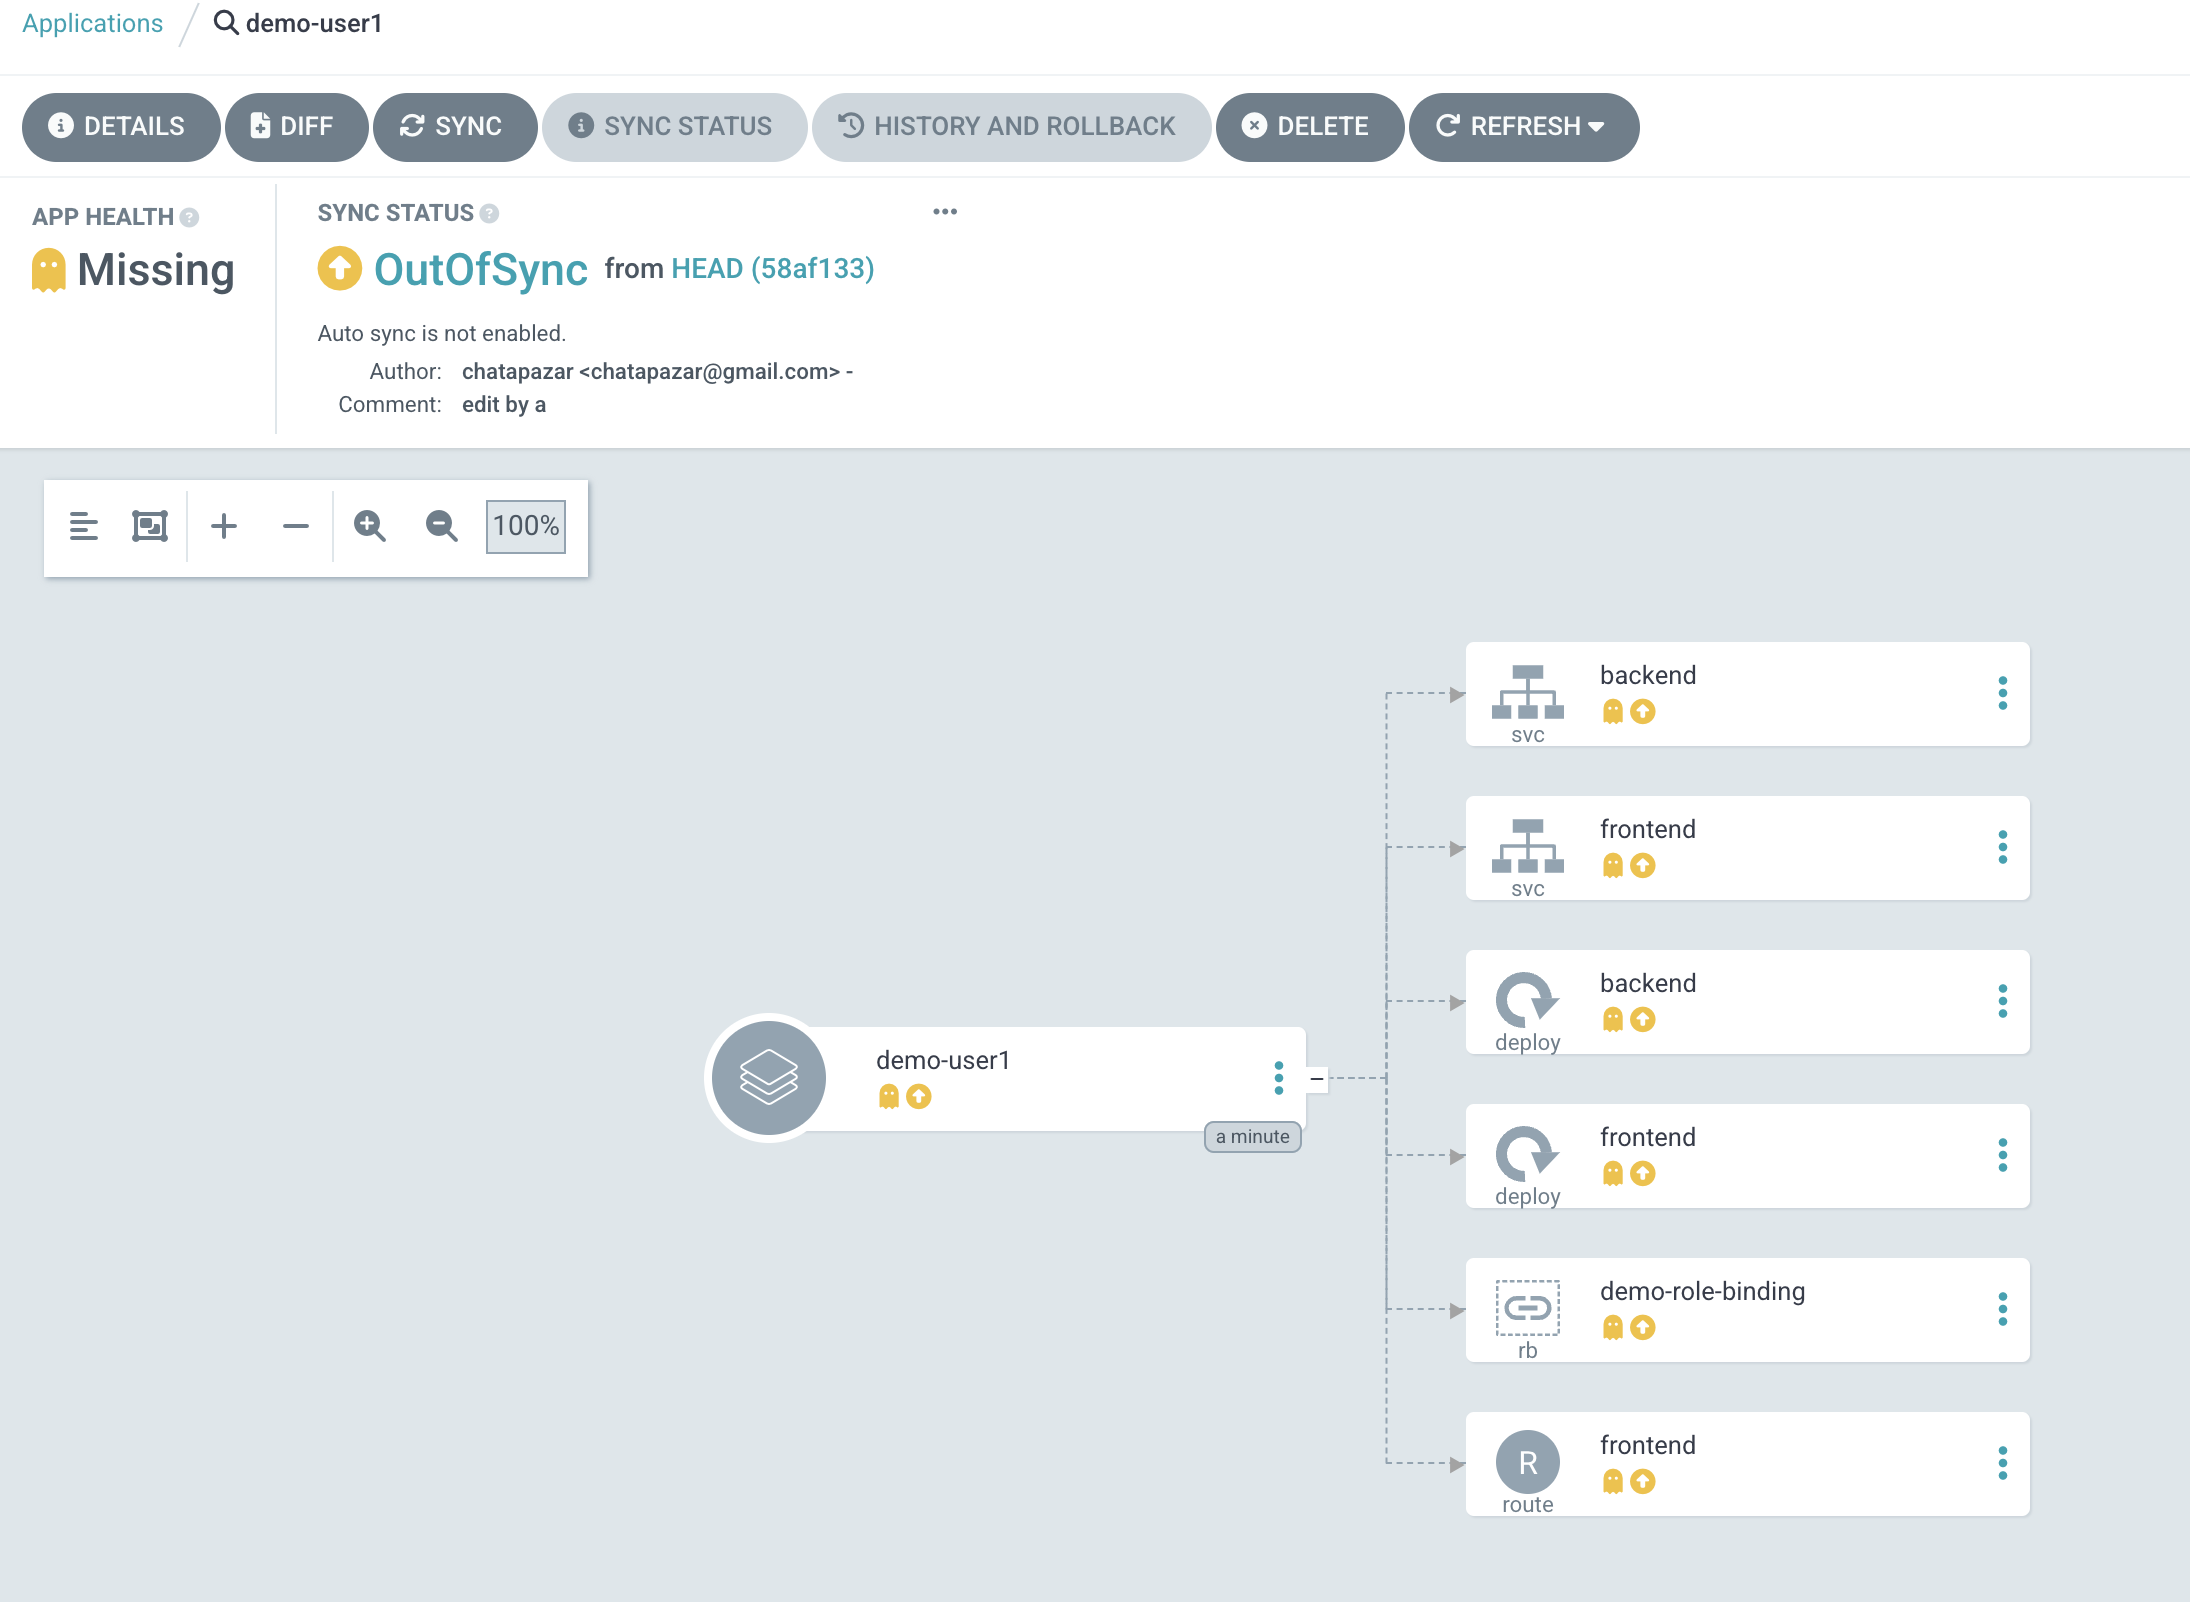 Applications / demo-user1
DETAILS DIFF SYNC SYNC STATUS HISTORY AND ROLLBACK DELETE REFRESH
APP HEALTH
Missing
SYNC STATUS
OutOfSync from HEAD (58af133)
Auto sync is not enabled.
Author: chatapazar <chatapazar@gmail.com> -
Comment: edit by a
100%
backend
svc
frontend
svc
backend
deploy
demo-user1
a minute
frontend
deploy
demo-role-binding
rb
frontend
R
route